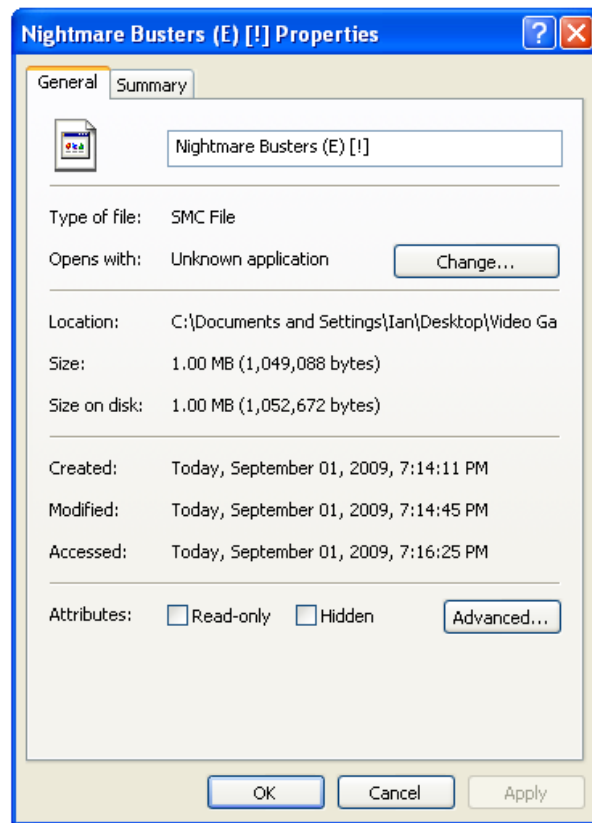 Nightmare Busters (E) [!] Properties
General Summary
Nightmare Busters (E) [!]
Type of file: SMC File
Opens with: Unknown application Change...
Location: C:\Documents and Settings\Ian\Desktop\Video Ga
Size: 1.00 MB (1,049,088 bytes)
Size on disk: 1.00 MB (1,052,672 bytes)
Created: Today, September 01, 2009, 7:14:11 PM
Modified: Today, September 01, 2009, 7:14:45 PM
Accessed: Today, September 01, 2009, 7:16:25 PM
Attributes: Read-only Hidden Advanced...
OK Cancel Apply